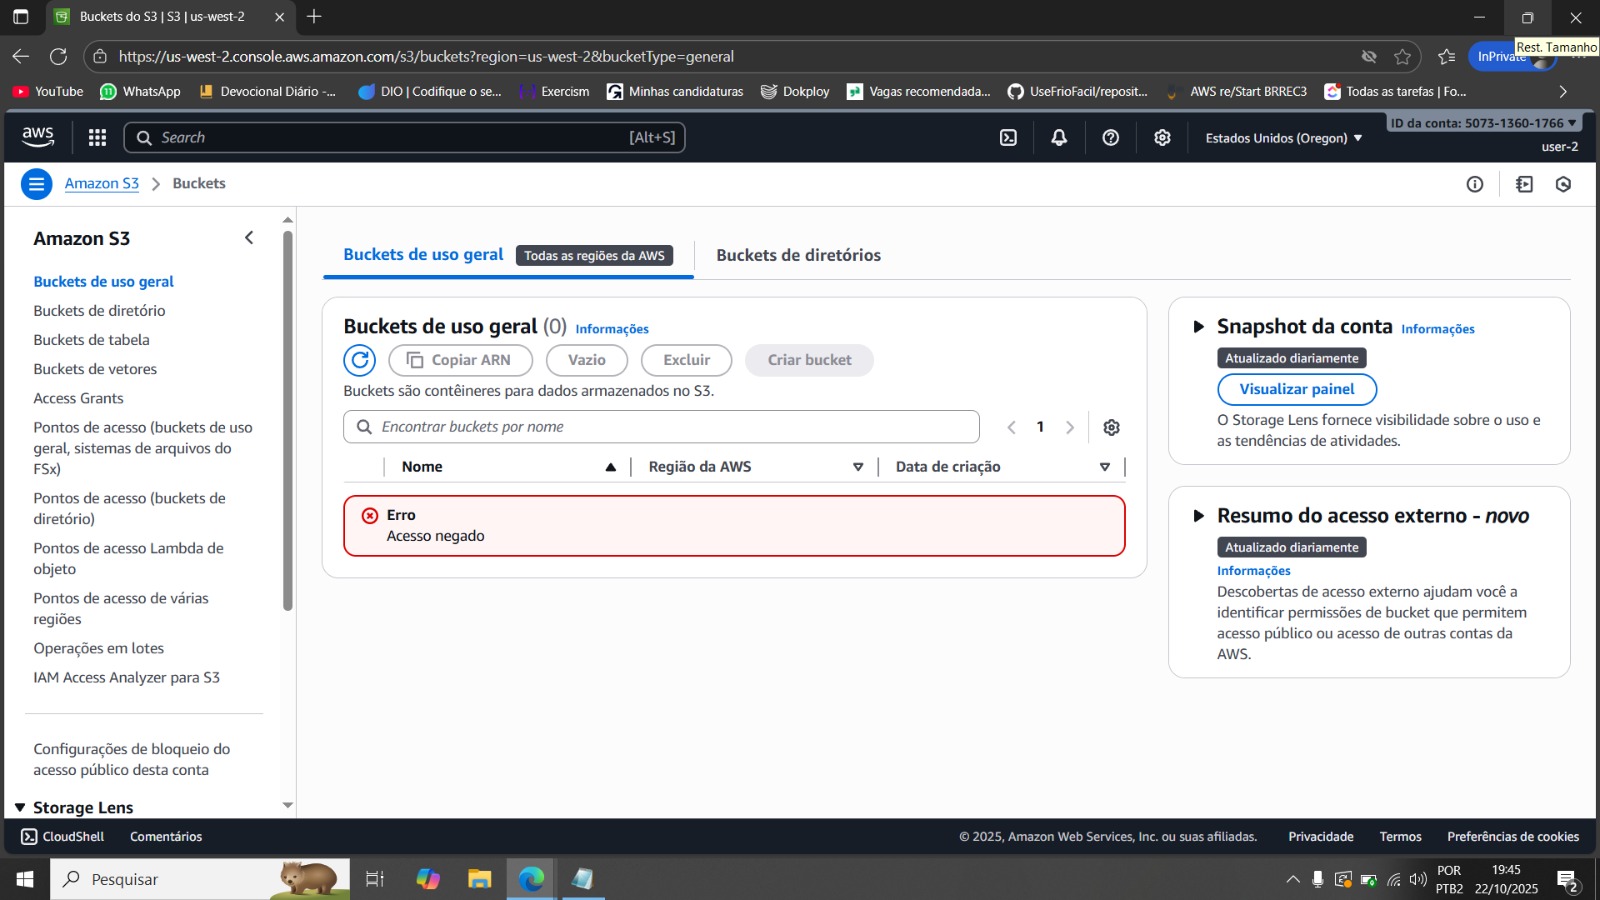 Buckets do S3 | S3 | us-west-2
https://us-west-2.console.aws.amazon.com/s3/buckets?region=us-west-2&bucketType=general
InPrivate
Rest. Tamanho
YouTube
WhatsApp
Devocional Diário -...
DIO | Codifique o se...
Exercism
Minhas candidaturas
Dokploy
Vagas recomendada...
UseFrioFacil/reposit...
AWS re/Start BRREC3
Todas as tarefas | Fo...
aws
Search
[Alt+S]
Estados Unidos (Oregon)
ID da conta: 5073-1360-1766
user-2
Amazon S3
Buckets
Amazon S3
Buckets de uso geral
Buckets de diretório
Buckets de tabela
Buckets de vetores
Access Grants
Pontos de acesso (buckets de uso
geral, sistemas de arquivos do
FSx)
Pontos de acesso (buckets de
diretório)
Pontos de acesso Lambda de
objeto
Pontos de acesso de várias
regiões
Operações em lotes
IAM Access Analyzer para S3
Configurações de bloqueio do
acesso público desta conta
Storage Lens
Buckets de uso geral
Todas as regiões da AWS
Buckets de diretórios
Buckets de uso geral (0) Informações
Copiar ARN
Vazio
Excluir
Criar bucket
Buckets são contêineres para dados armazenados no S3.
Encontrar buckets por nome
1
Nome
Região da AWS
Data de criação
Erro
Acesso negado
Snapshot da conta Informações
Atualizado diariamente
Visualizar painel
O Storage Lens fornece visibilidade sobre o uso e
as tendências de atividades.
Resumo do acesso externo - novo
Atualizado diariamente
Informações
Descobertas de acesso externo ajudam você a
identificar permissões de bucket que permitem
acesso público ou acesso de outras contas da
AWS.
CloudShell
Comentários
© 2025, Amazon Web Services, Inc. ou suas afiliadas.
Privacidade
Termos
Preferências de cookies
Pesquisar
POR
PTB2
19:45
22/10/2025
2